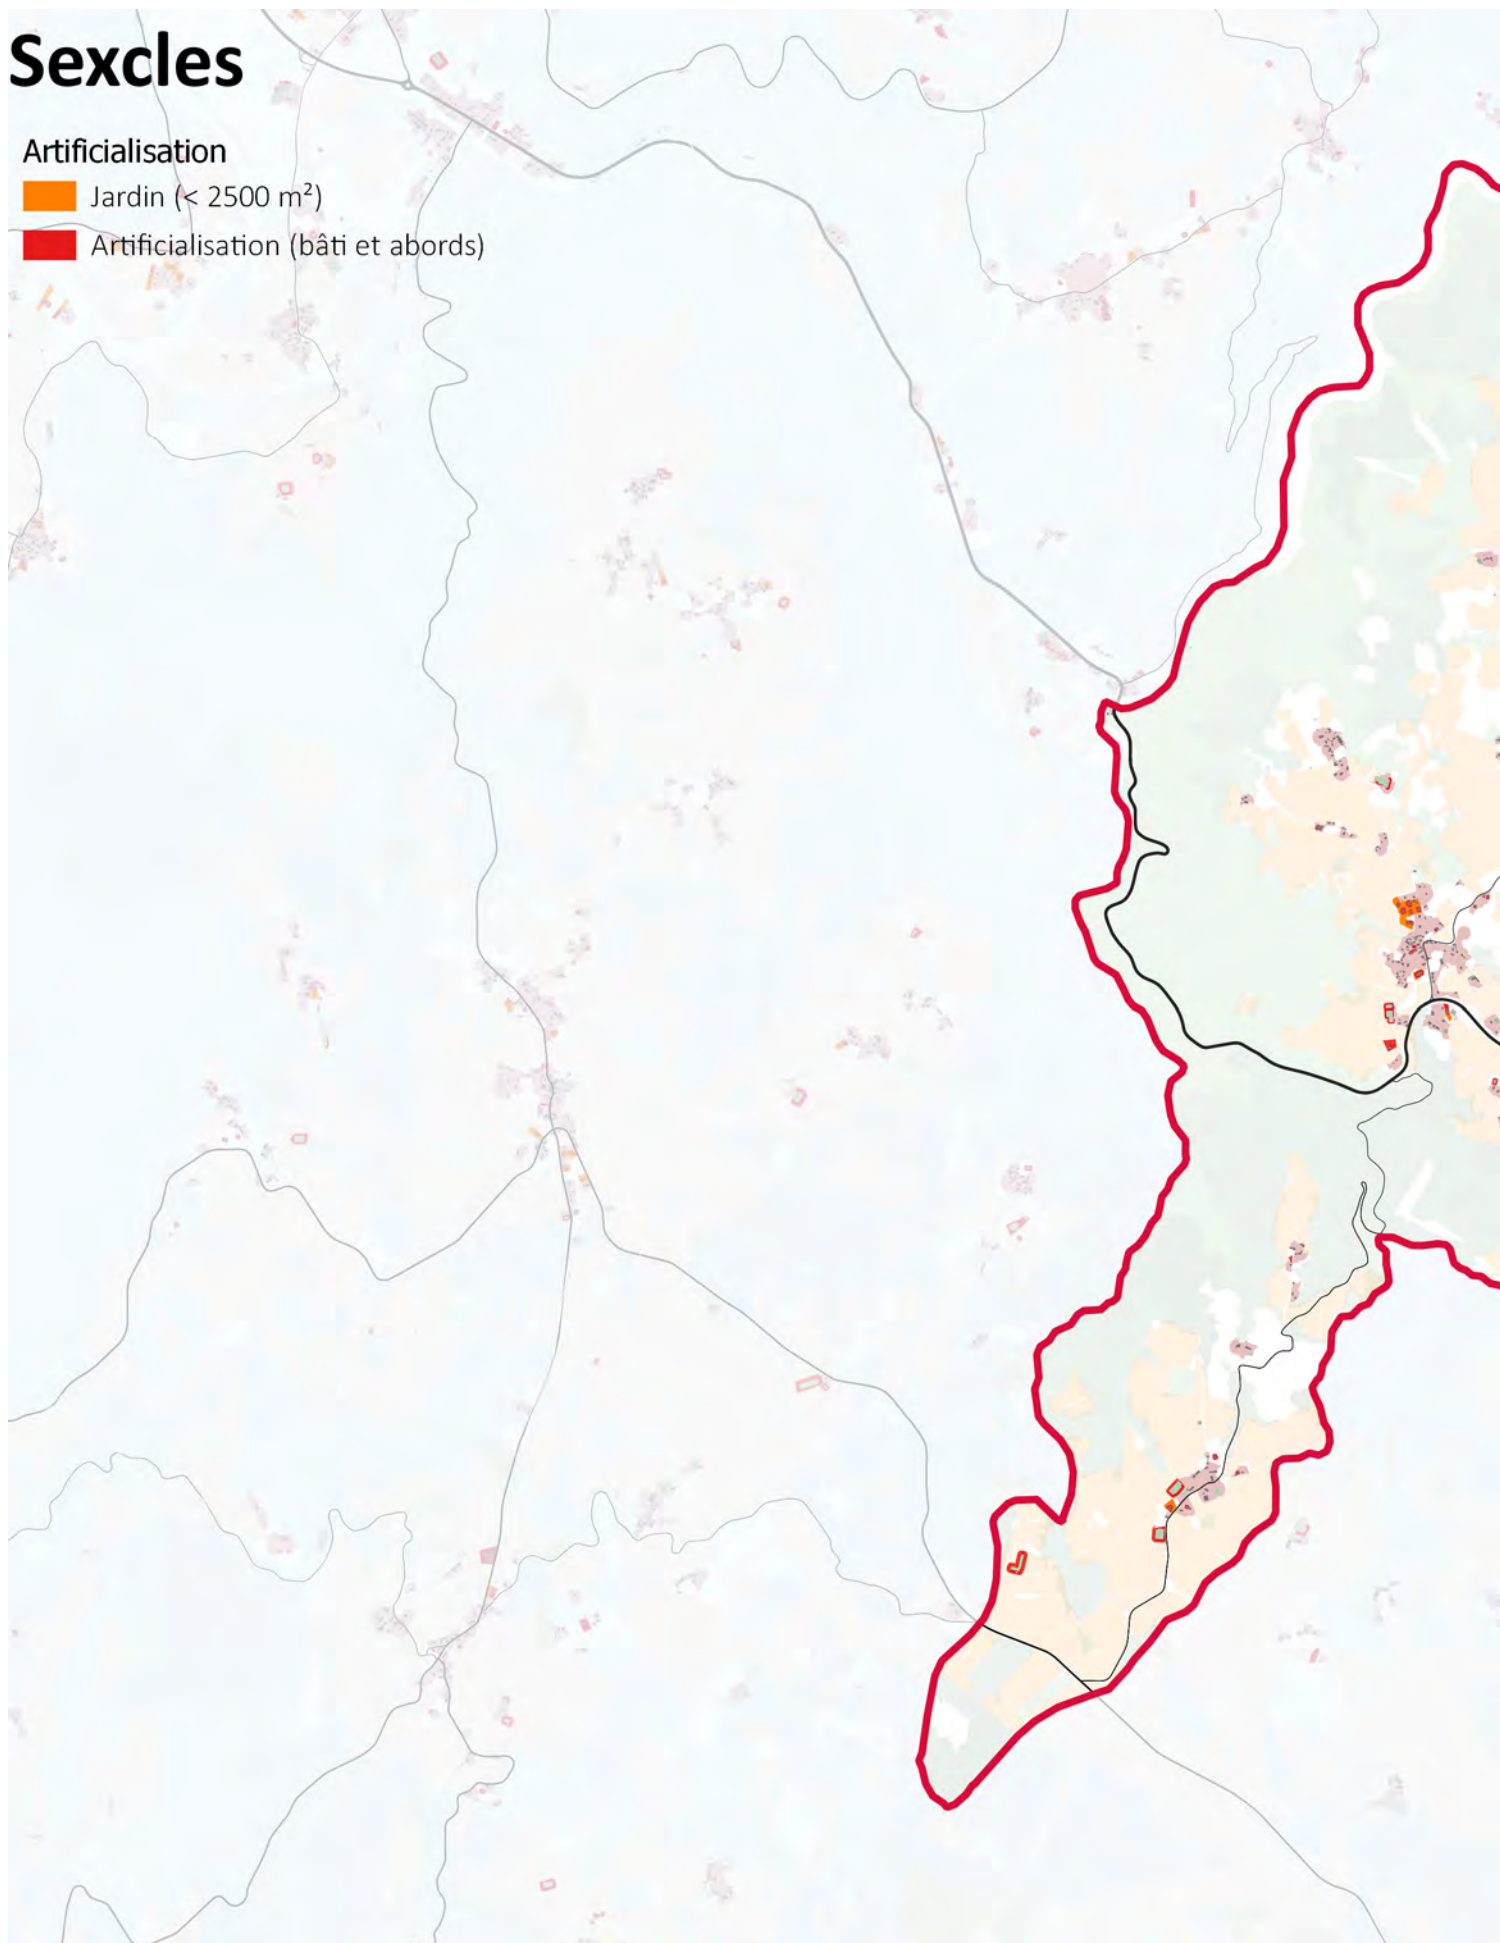 Sexcles
Artificialisation
Jardin (< 2500 m²)
Artificialisation (bâti et abords)